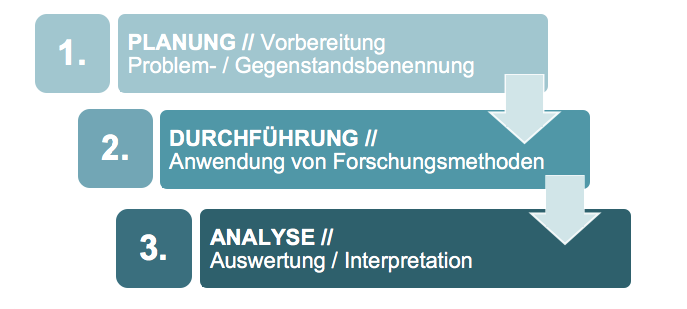 1.
PLANUNG // Vorbereitung
Problem- / Gegenstandsbenennung
2.
DURCHFÜHRUNG //
Anwendung von Forschungsmethoden
3.
ANALYSE //
Auswertung / Interpretation